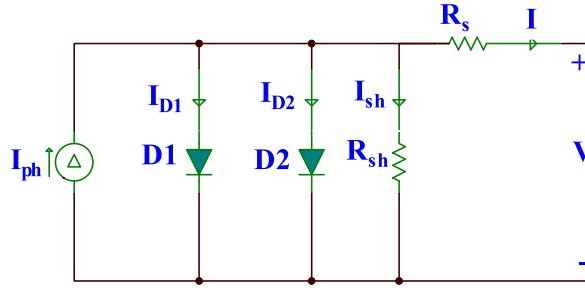 Rs I
+
ID1 ID2 Ish
Iph D1 D2 Rsh V
-